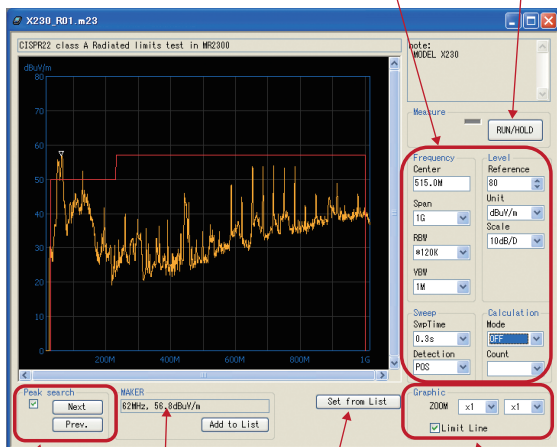 X230_R01.m23
CISPR22 class A Radiated limits test in MR2300
note:
MODEL X230
dBuV/m
80
70
60
50
40
30
20
10
0
200M 400M 600M 800M 1G
Measure
RUN/HOLD
Frequency
Center
515.0M
Span
1G
RBW
*120K
VBW
1M
Level
Reference
80
Unit
dBuV/m
Scale
10dB/D
Sweep
SwpTime
0.3s
Detection
POS
Calculation
Mode
OFF
Count
Peak search
Next
Prev.
MAKER
62MHz, 56.8dBuV/m
Add to List
Set from List
Graphic
ZOOM x1 x1
Limit Line